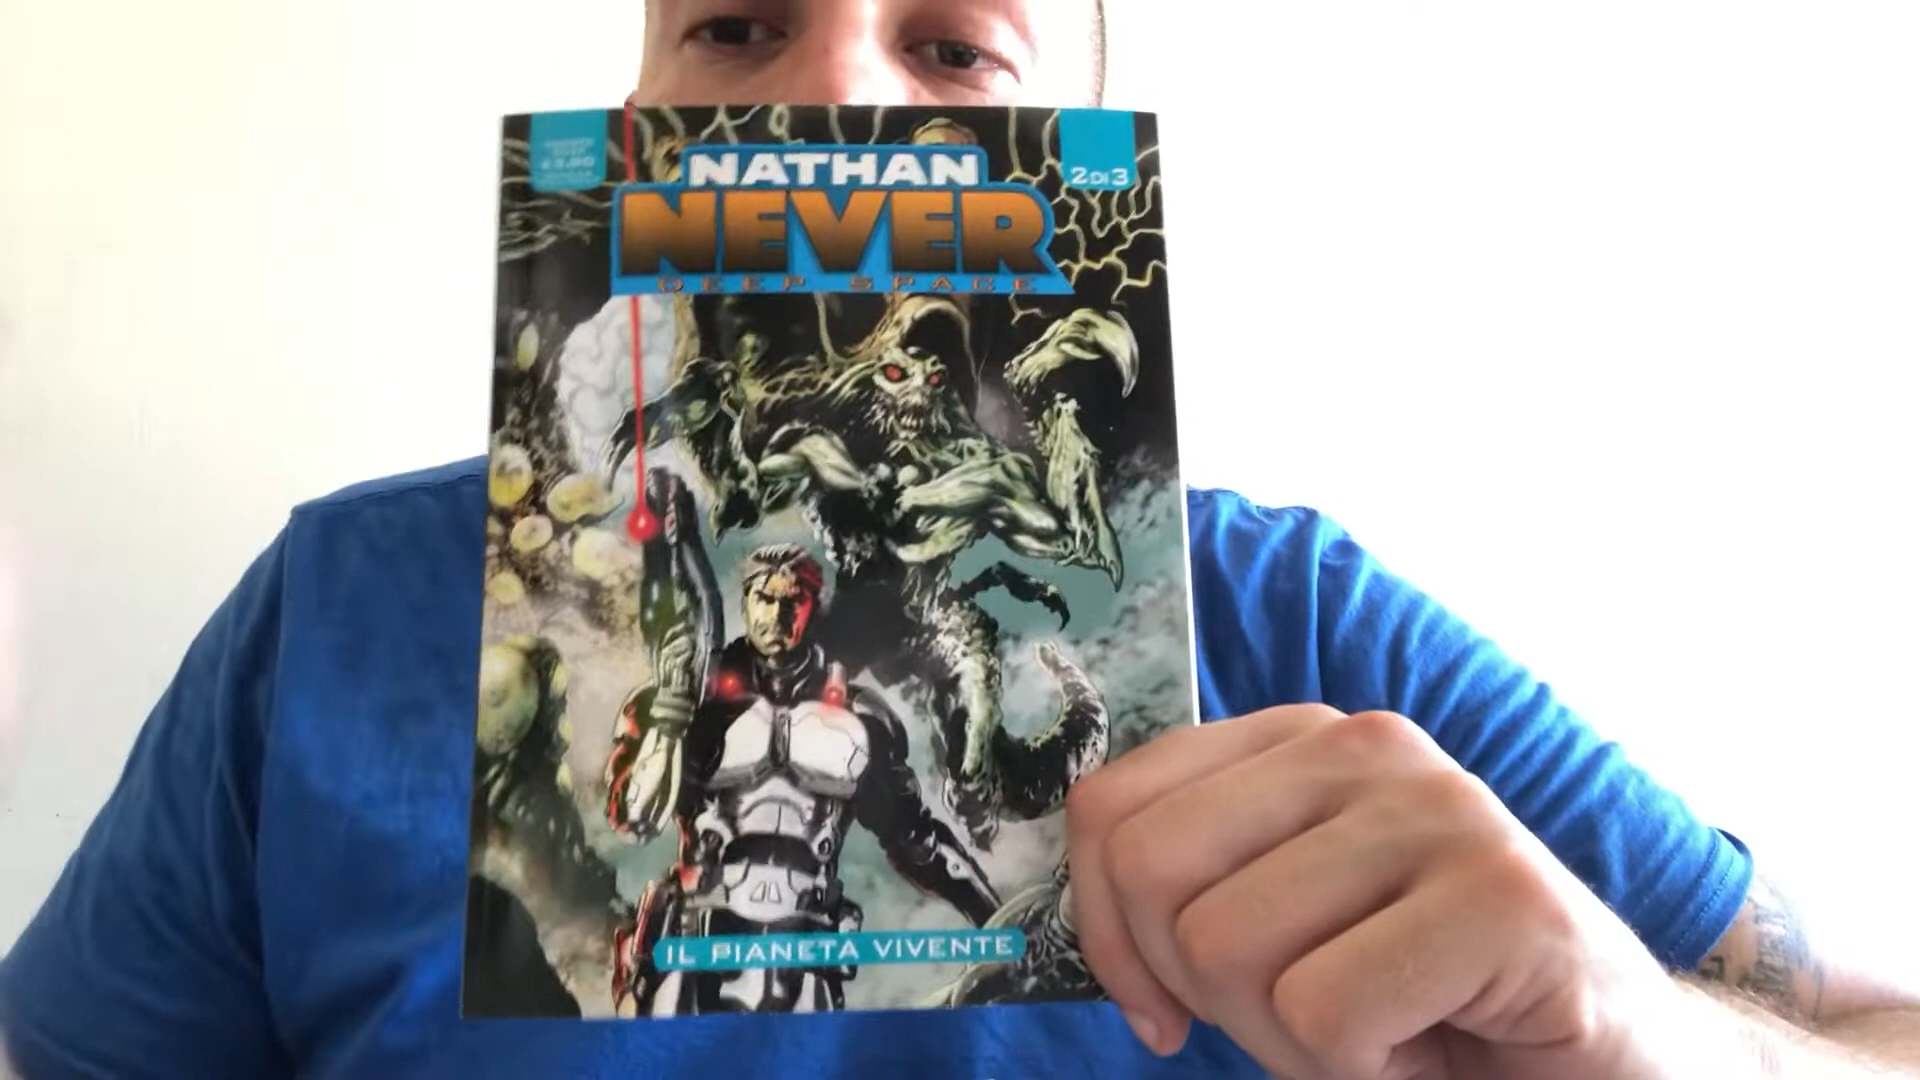 2 DI 3
NATHAN
NEVER
DEEP SPACE
IL PIANETA VIVENTE